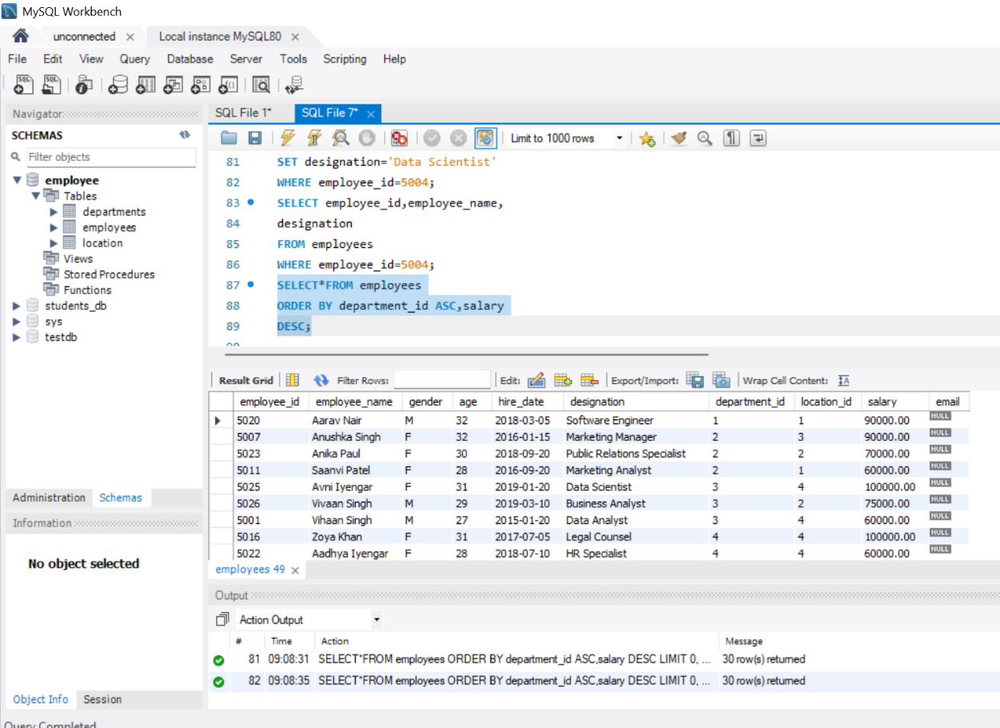 MySQL Workbench
unconnected Local instance MySQL80
File Edit View Query Database Server Tools Scripting Help
SQL SQL
Navigator
SCHEMAS
Filter objects
employee
Tables
departments
employees
location
Views
Stored Procedures
Functions
students_db
sys
testdb
Administration Schemas
Information
No object selected
Object Info Session
SQL File 1* SQL File 7*
Limit to 1000 rows
81 SET designation='Data Scientist'
82 WHERE employee_id=5004;
83 SELECT employee_id,employee_name,
84 designation
85 FROM employees
86 WHERE employee_id=5004;
87 SELECT*FROM employees
88 ORDER BY department_id ASC,salary
89 DESC;
Result Grid Filter Rows: Edit: Export/Import: Wrap Cell Content:
employee_id employee_name gender age hire_date designation department_id location_id salary email
5020 Aarav Nair M 32 2018-03-05 Software Engineer 1 1 90000.00 NULL
5007 Anushka Singh F 32 2016-01-15 Marketing Manager 2 3 90000.00 NULL
5023 Anika Paul F 30 2018-09-20 Public Relations Specialist 2 2 70000.00 NULL
5011 Saanvi Patel F 28 2016-09-20 Marketing Analyst 2 1 60000.00 NULL
5025 Avni Iyengar F 31 2019-01-20 Data Scientist 3 4 100000.00 NULL
5026 Vivaan Singh M 29 2019-03-10 Business Analyst 3 2 75000.00 NULL
5001 Vihaan Singh M 27 2015-01-20 Data Analyst 3 4 60000.00 NULL
5016 Zoya Khan F 31 2017-07-05 Legal Counsel 4 4 100000.00 NULL
5022 Aadhya Iyengar F 28 2018-07-10 HR Specialist 4 4 60000.00 NULL
employees 49
Output
Action Output
# Time Action Message
81 09:08:31 SELECT*FROM employees ORDER BY department_id ASC,salary DESC LIMIT 0, ... 30 row(s) returned
82 09:08:35 SELECT*FROM employees ORDER BY department_id ASC,salary DESC LIMIT 0, ... 30 row(s) returned
Query Completed